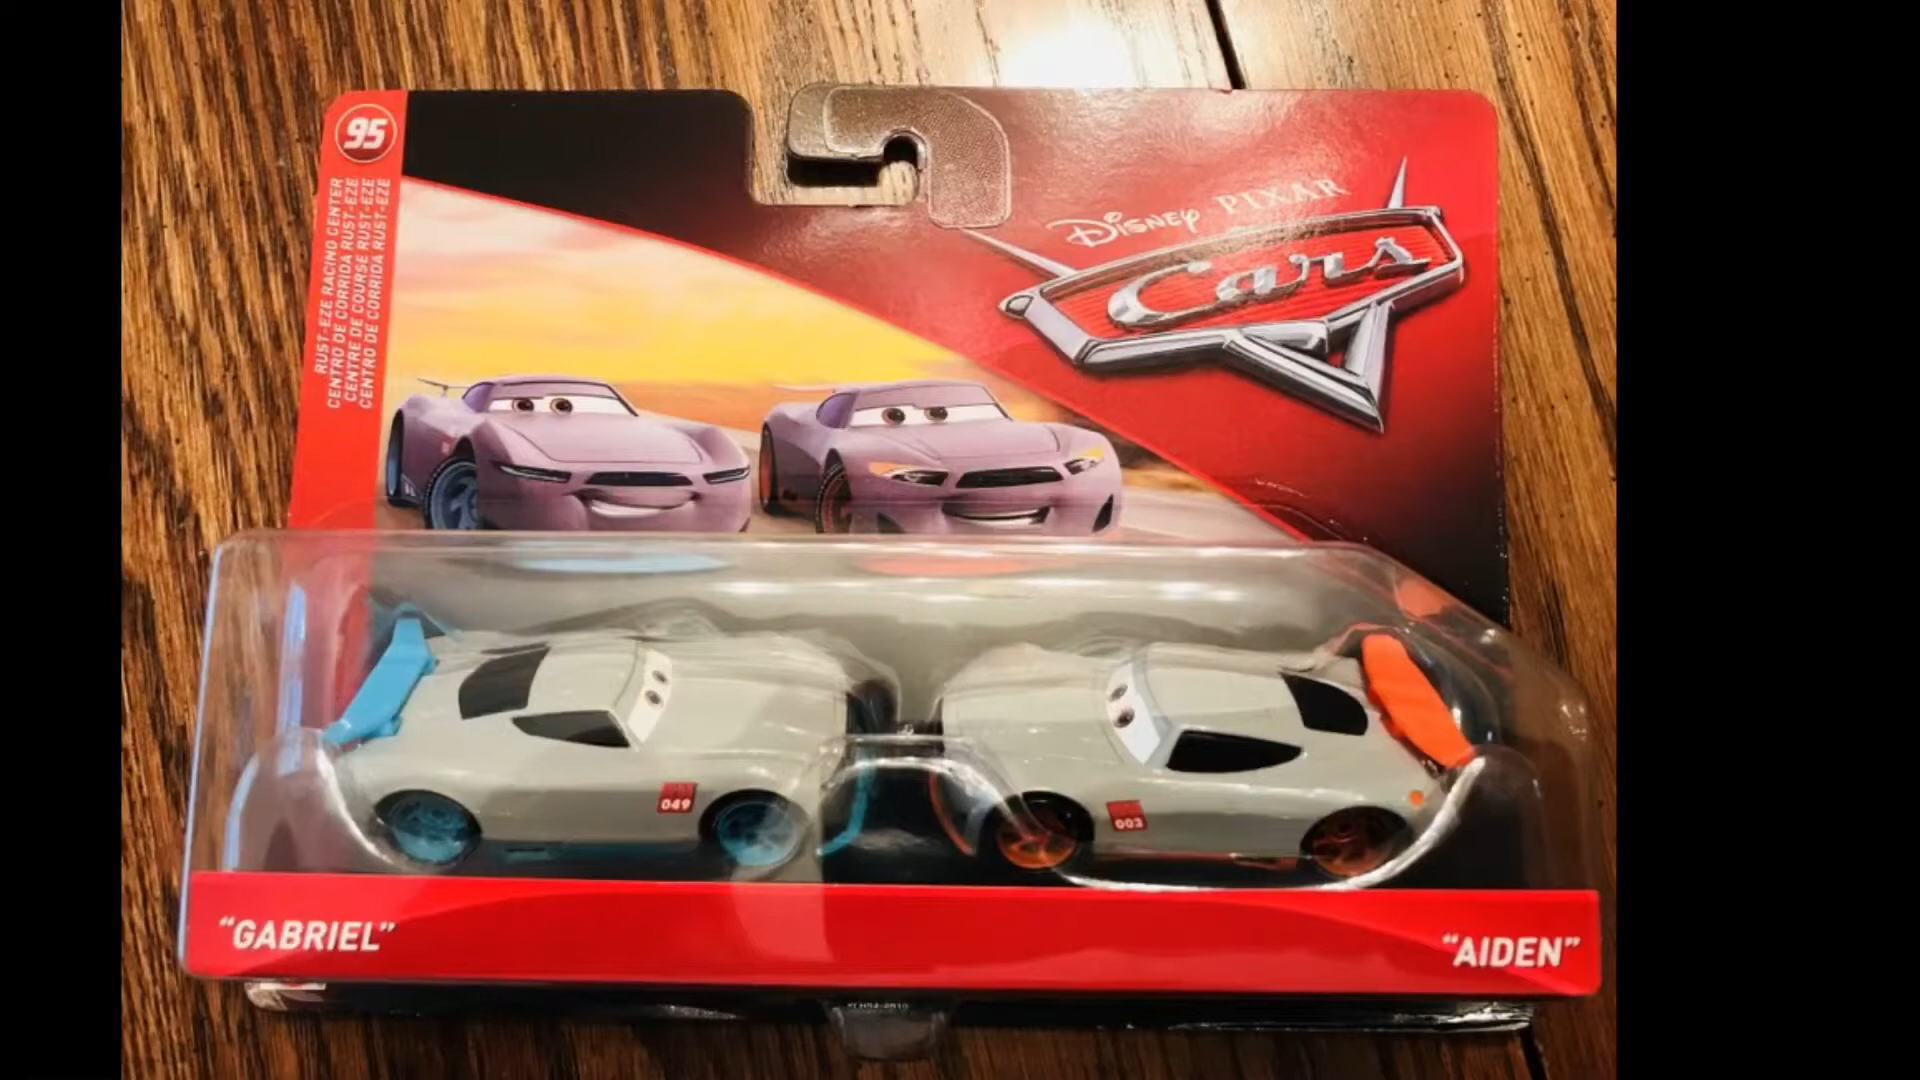 95
RUST-EZE RACING CENTER
CENTRO DE CORRIDA RUST-EZE
CENTRE DE COURSE RUST-EZE
CENTRO DE CORRIDA RUST-EZE
DISNEY PIXAR
Cars
049
003
"GABRIEL"
"AIDEN"